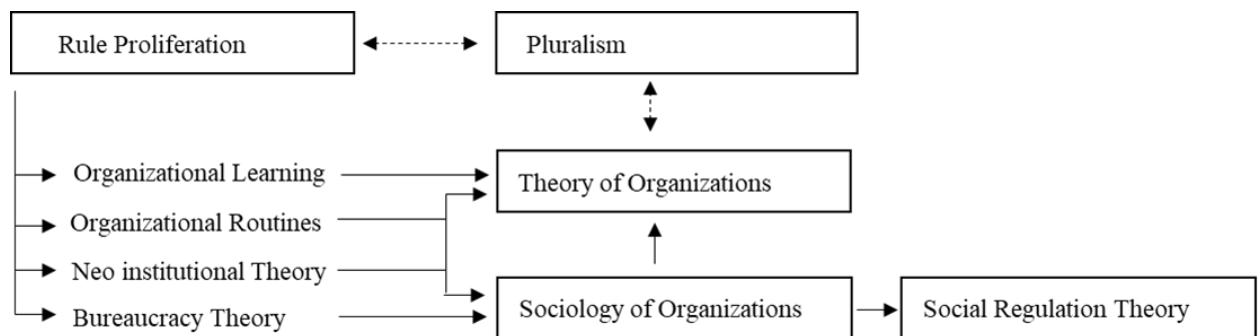 Rule Proliferation
Pluralism
Organizational Learning
Theory of Organizations
Organizational Routines
Neo institutional Theory
Bureaucracy Theory
Sociology of Organizations
Social Regulation Theory